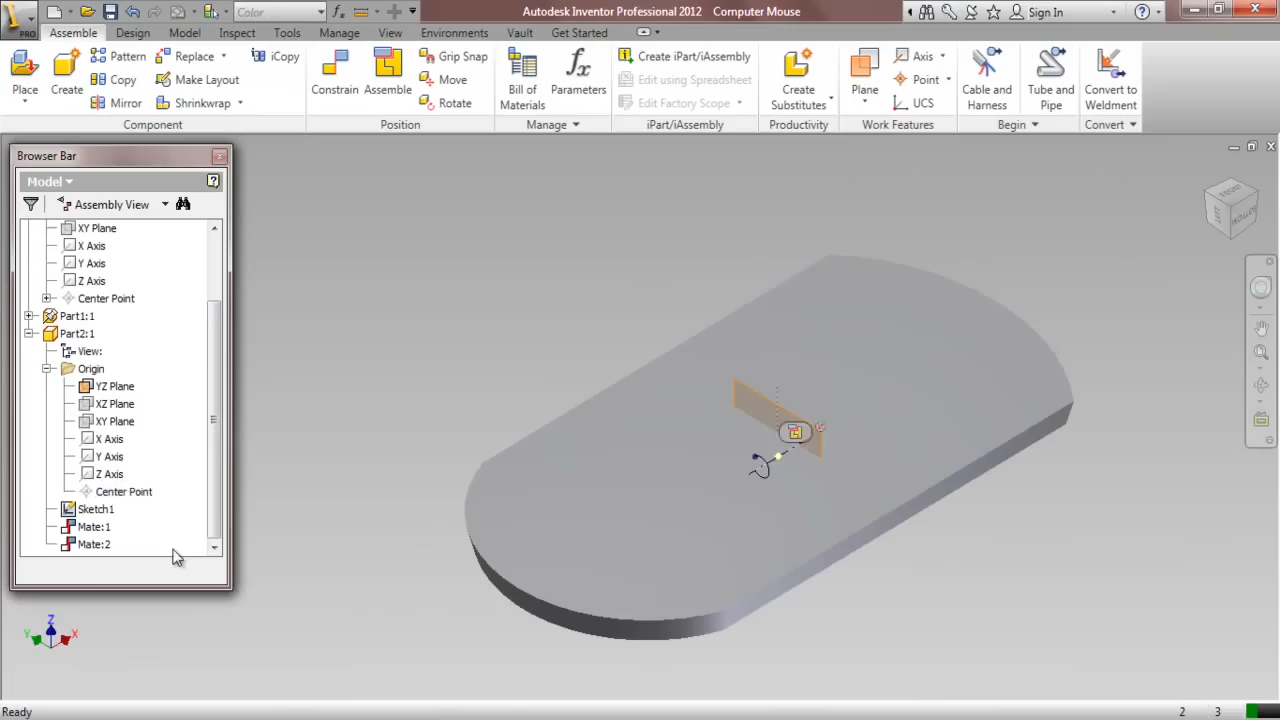 PRO
Color
Autodesk Inventor Professional 2012 Computer Mouse
Sign In
Assemble Design Model Inspect Tools Manage View Environments Vault Get Started
Place
Create
Pattern
Copy
Mirror
Replace
Make Layout
Shrinkwrap
iCopy
Component
Constrain
Assemble
Grip Snap
Move
Rotate
Position
Bill of
Materials
Parameters
Manage
Create iPart/iAssembly
Edit using Spreadsheet
Edit Factory Scope
iPart/iAssembly
Create
Substitutes
Productivity
Plane
Axis
Point
UCS
Work Features
Cable and
Harness
Tube and
Pipe
Begin
Convert to
Weldment
Convert
Browser Bar
Model
Assembly View
XY Plane
X Axis
Y Axis
Z Axis
Center Point
Part1:1
Part2:1
View:
Origin
YZ Plane
XZ Plane
XY Plane
X Axis
Y Axis
Z Axis
Center Point
Sketch1
Mate:1
Mate:2
FRONT
Z
Y X
Ready
2 3